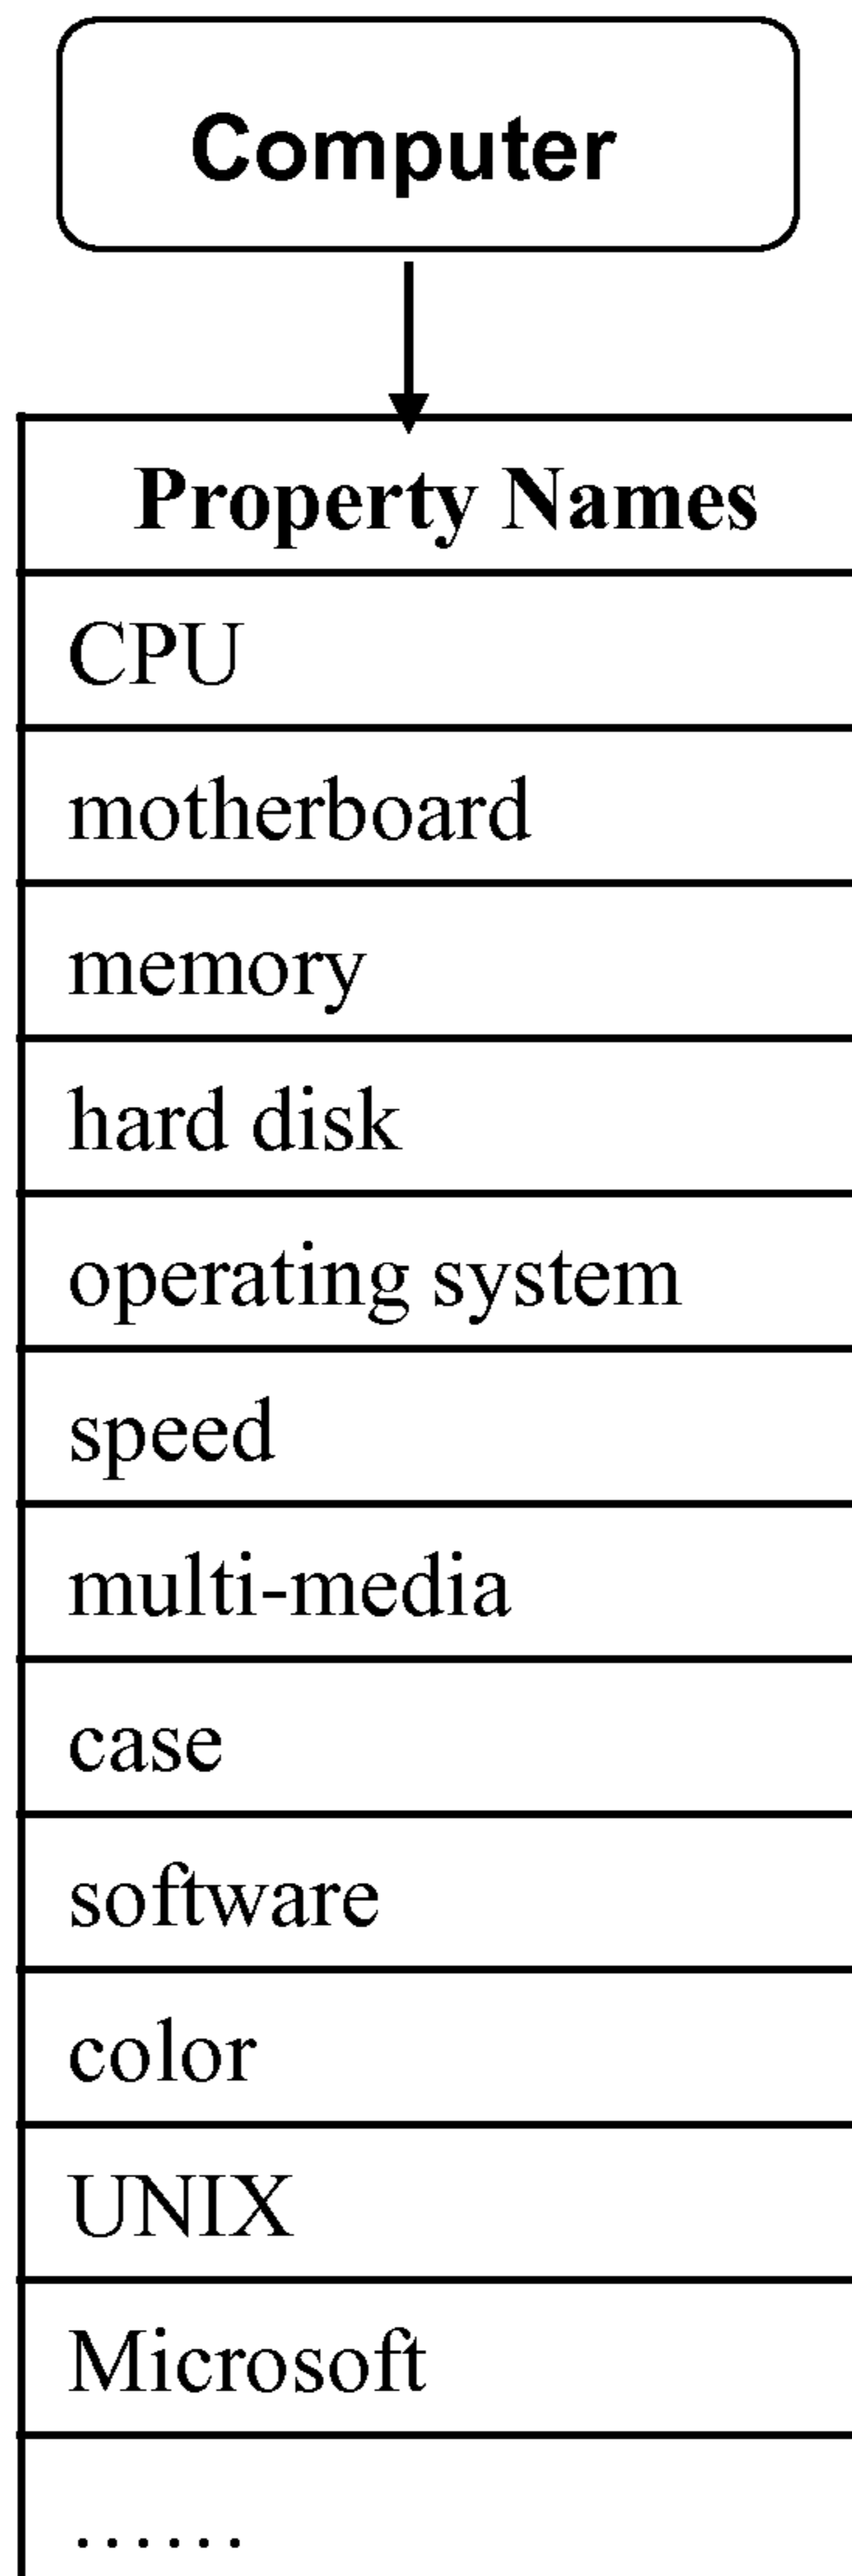 Computer
Property Names
CPU
motherboard
memory
hard disk
operating system
speed
multi-media
case
software
color
UNIX
Microsoft
……